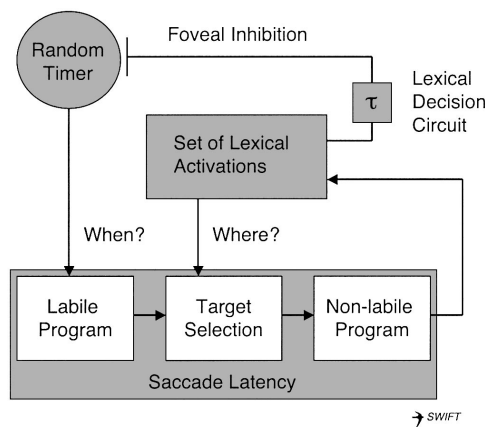 Random
Timer
Foveal Inhibition
τ
Lexical
Decision
Circuit
Set of Lexical
Activations
When?
Where?
Labile
Program
Target
Selection
Non-labile
Program
Saccade Latency
SWIFT